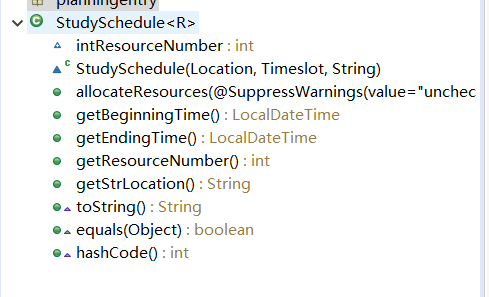 planningentry
StudySchedule<R>
intResourceNumber : int
StudySchedule(Location, Timeslot, String)
allocateResources(@SuppressWarnings(value="unchec
getBeginningTime() : LocalDateTime
getEndingTime() : LocalDateTime
getResourceNumber() : int
getStrLocation() : String
toString() : String
equals(Object) : boolean
hashCode() : int